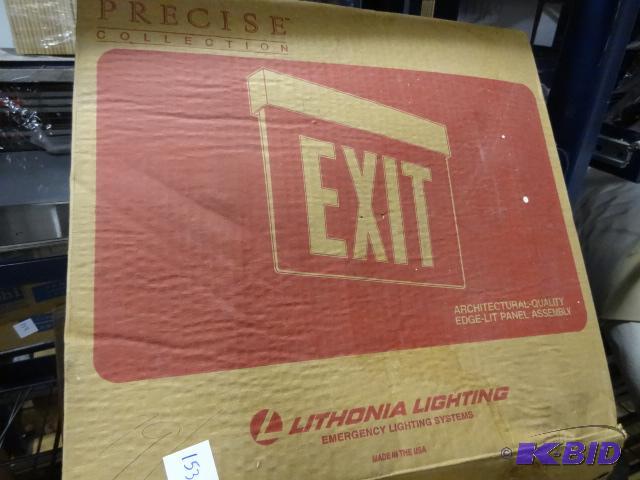 PRECISE
COLLECTION
EXIT
ARCHITECTURAL-QUALITY
EDGE-LIT PANEL ASSEMBLY
LITHONIA LIGHTING
EMERGENCY LIGHTING SYSTEMS
MADE IN THE USA
153
© K-BID